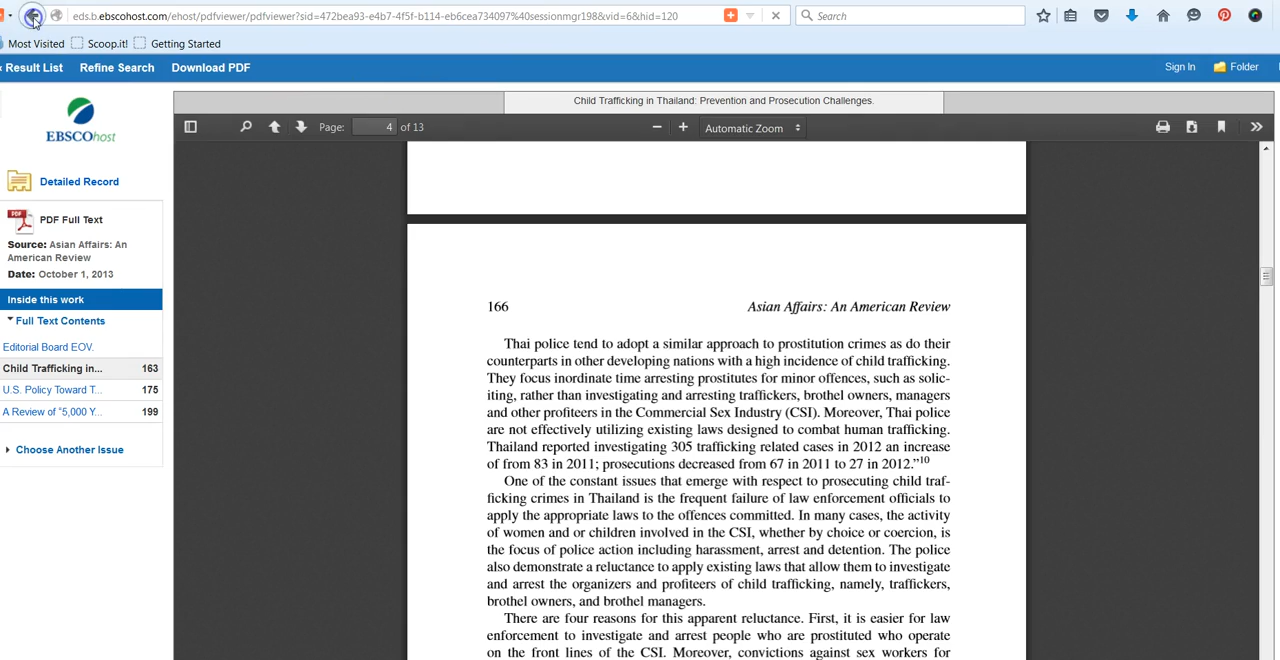 eds.b.ebscohost.com/ehost/pdfviewer/pdfviewer?sid=472bea93-e4b7-4f5f-b114-eb6cea734097%40sessionmgr198&vid=6&hid=120
Search
Most Visited Scoop.it! Getting Started
‹ Result List Refine Search Download PDF
Sign In Folder
Child Trafficking in Thailand: Prevention and Prosecution Challenges.
Page: 4 of 13
Automatic Zoom
EBSCOhost
Detailed Record
PDF PDF Full Text
Source: Asian Affairs: An
American Review
Date: October 1, 2013
Inside this work
Full Text Contents
Editorial Board EOV.
Child Trafficking in... 163
U.S. Policy Toward T... 175
A Review of “5,000 Y... 199
Choose Another Issue
166 Asian Affairs: An American Review
Thai police tend to adopt a similar approach to prostitution crimes as do their
counterparts in other developing nations with a high incidence of child trafficking.
They focus inordinate time arresting prostitutes for minor offences, such as solic-
iting, rather than investigating and arresting traffickers, brothel owners, managers
and other profiteers in the Commercial Sex Industry (CSI). Moreover, Thai police
are not effectively utilizing existing laws designed to combat human trafficking.
Thailand reported investigating 305 trafficking related cases in 2012 an increase
of from 83 in 2011; prosecutions decreased from 67 in 2011 to 27 in 2012.”10
One of the constant issues that emerge with respect to prosecuting child traf-
ficking crimes in Thailand is the frequent failure of law enforcement officials to
apply the appropriate laws to the offences committed. In many cases, the activity
of women and or children involved in the CSI, whether by choice or coercion, is
the focus of police action including harassment, arrest and detention. The police
also demonstrate a reluctance to apply existing laws that allow them to investigate
and arrest the organizers and profiteers of child trafficking, namely, traffickers,
brothel owners, and brothel managers.
There are four reasons for this apparent reluctance. First, it is easier for law
enforcement to investigate and arrest people who are prostituted who operate
on the front lines of the CSI. Moreover, convictions against sex workers for